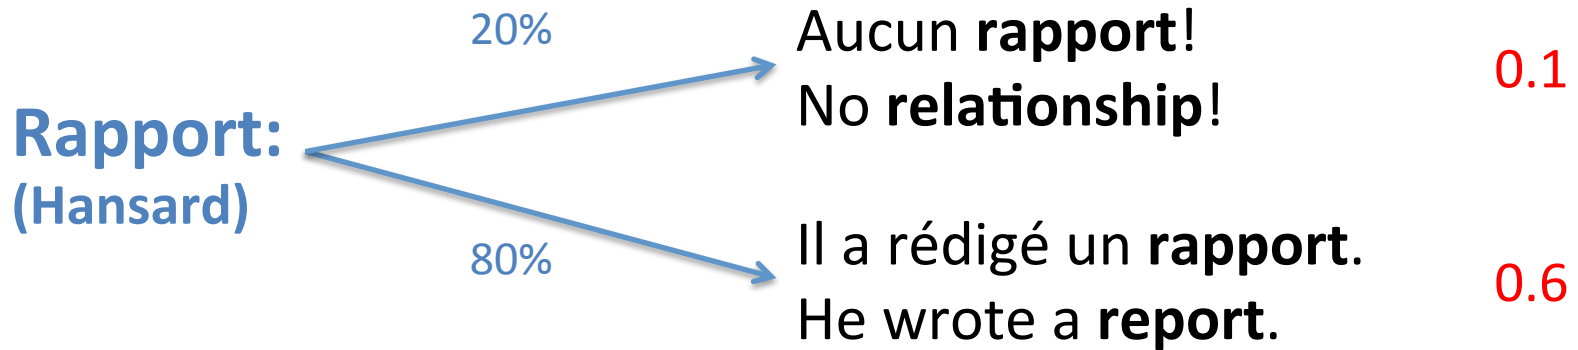 Rapport:
(Hansard)
20%
Aucun rapport!
No relationship!
0.1
80%
Il a rédigé un rapport.
He wrote a report.
0.6